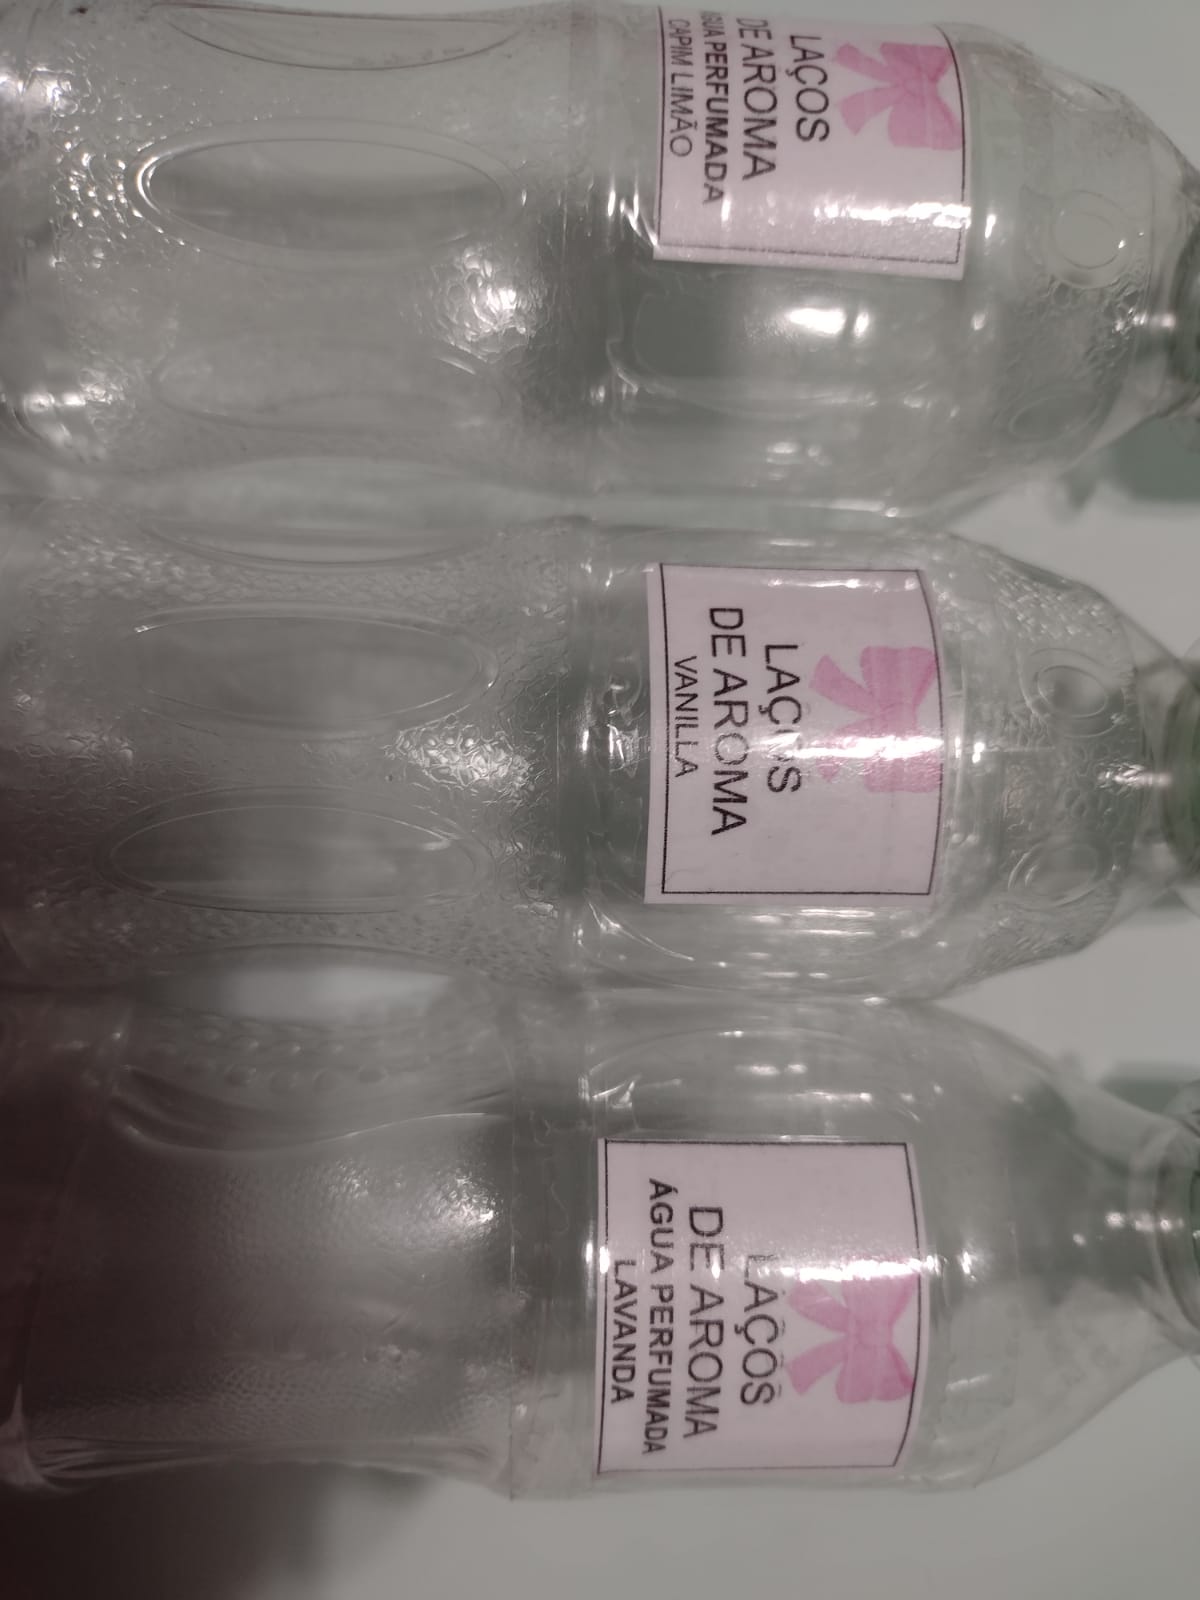 LAÇOS
DE AROMA
ÁGUA PERFUMADA
CAPIM LIMÃO
LAÇOS
DE AROMA
VANILLA
LAÇOS
DE AROMA
ÁGUA PERFUMADA
LAVANDA